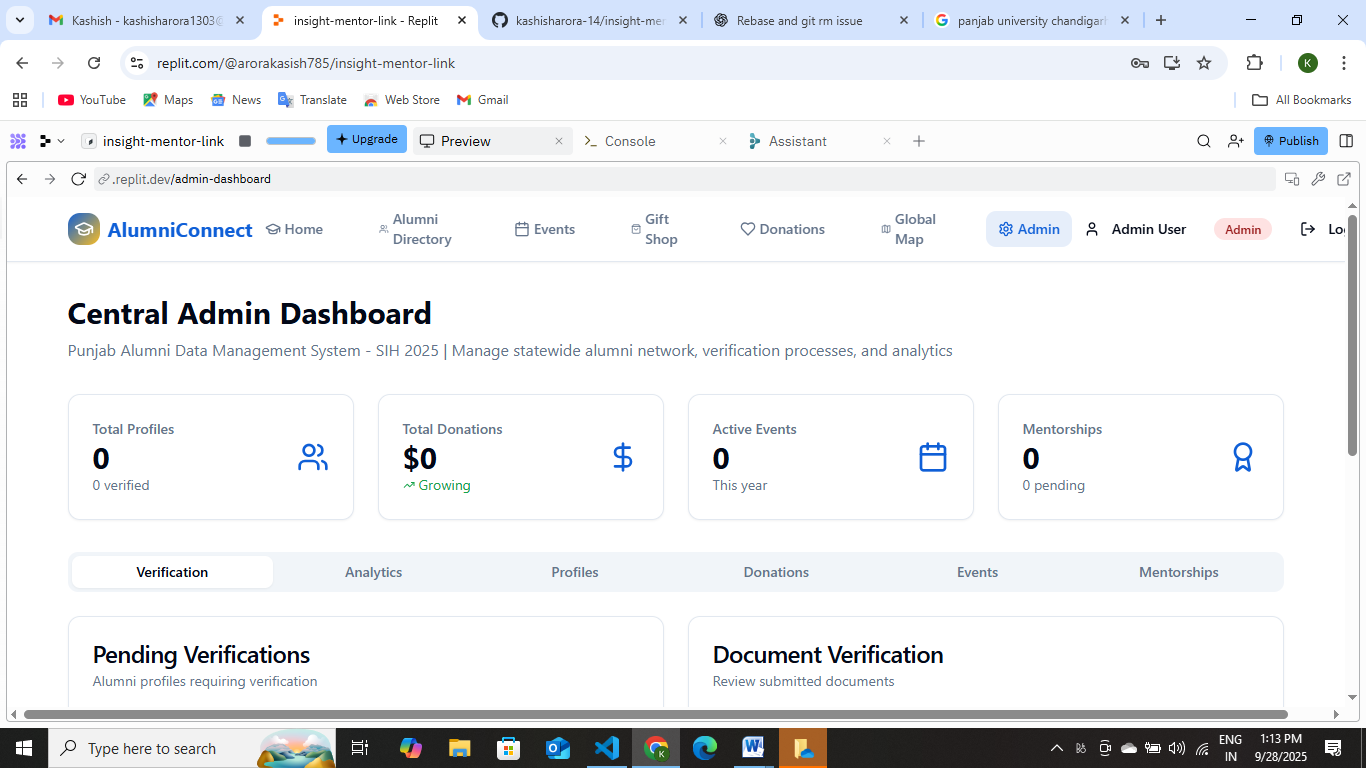 Kashish - kashisharora1303@
insight-mentor-link - Replit
kashisharora-14/insight-mer
Rebase and git rm issue
panjab university chandigarh
replit.com/@arorakasish785/insight-mentor-link
K
YouTube
Maps
News
Translate
Web Store
Gmail
All Bookmarks
insight-mentor-link
Upgrade
Preview
Console
Assistant
Publish
.replit.dev/admin-dashboard
AlumniConnect
Home
Alumni
Directory
Events
Gift
Shop
Donations
Global
Map
Admin
Admin User
Admin
Lo
Central Admin Dashboard
Punjab Alumni Data Management System - SIH 2025 | Manage statewide alumni network, verification processes, and analytics
Total Profiles
0
0 verified
Total Donations
$0
Growing
Active Events
0
This year
Mentorships
0
0 pending
Verification
Analytics
Profiles
Donations
Events
Mentorships
Pending Verifications
Alumni profiles requiring verification
Document Verification
Review submitted documents
Type here to search
ENG
IN
1:13 PM
9/28/2025